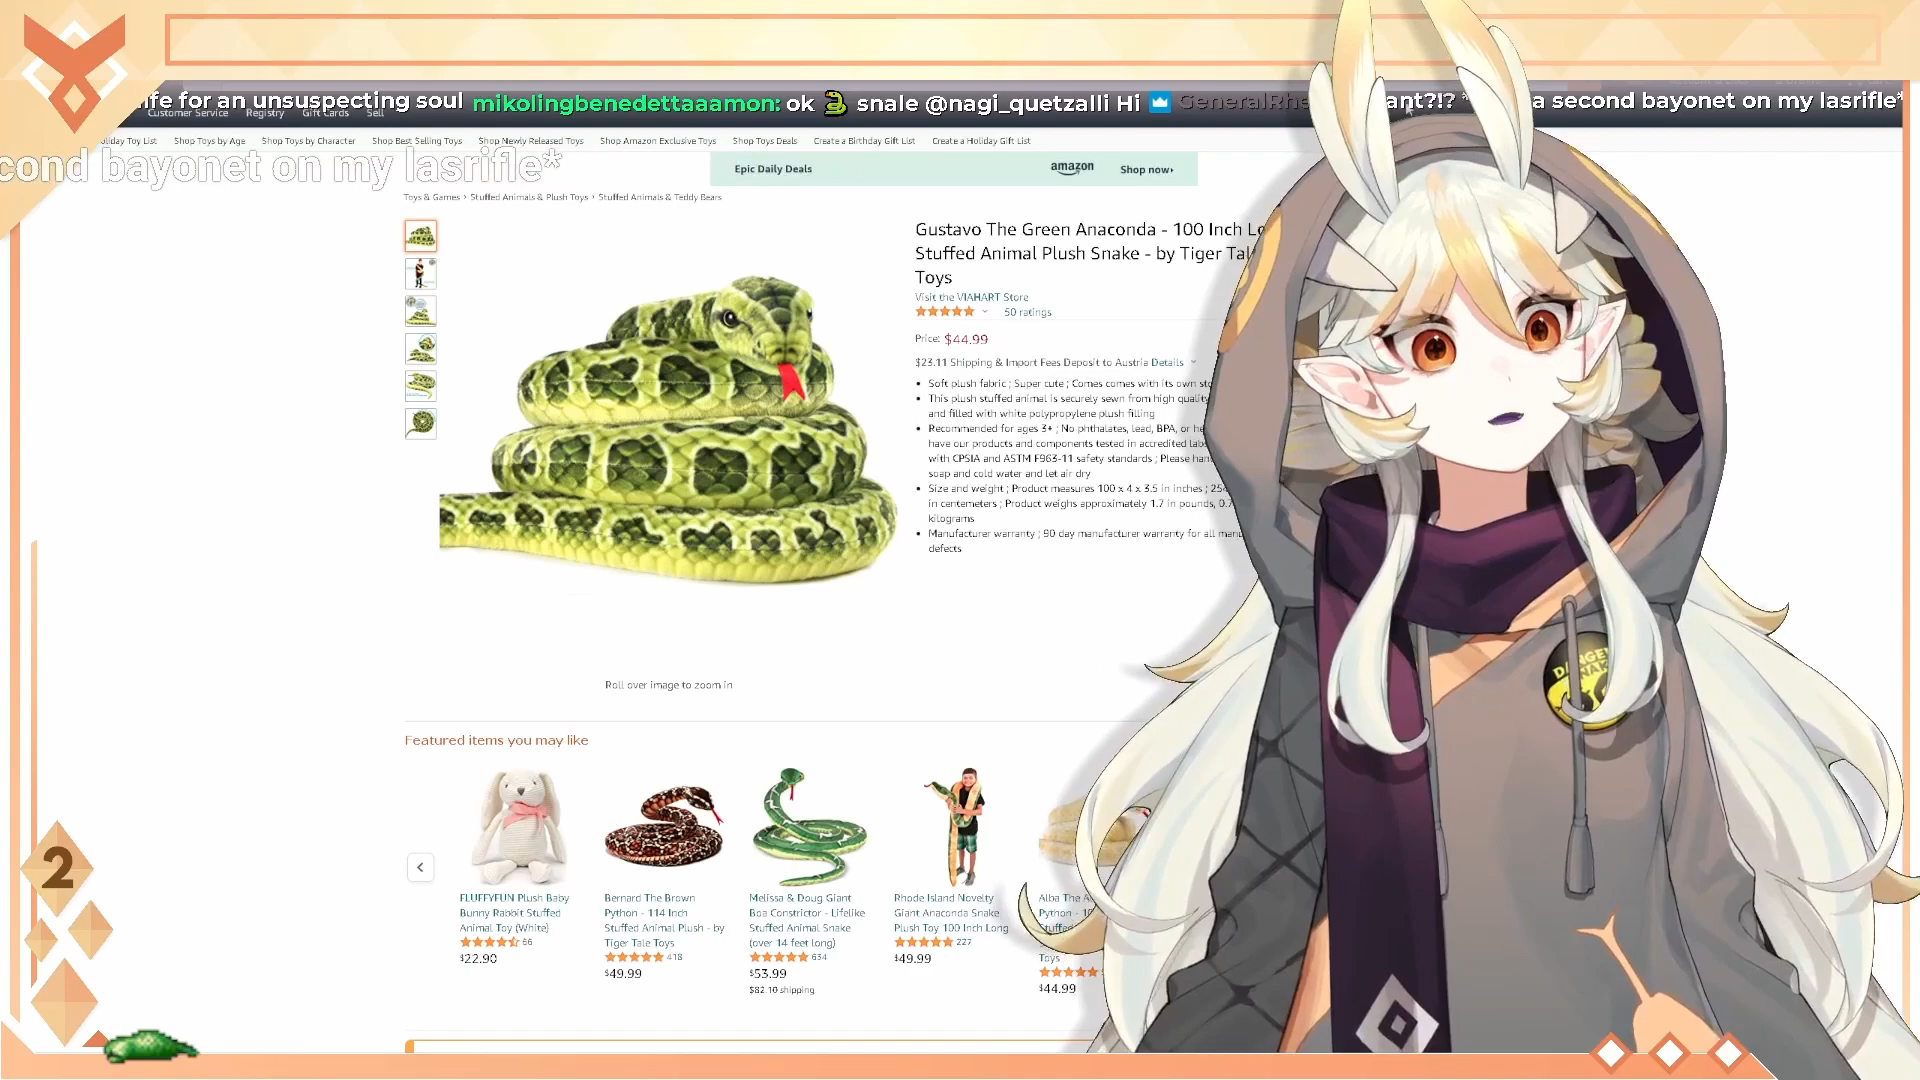 life for an unsuspecting soul mikolingbenedettaaamon: ok snale @nagi_quetzalli Hi GeneralRhe ant?!? * a second bayonet on my lasrifle*
Customer Service Registry Gift Cards Sell
oliday Toy List Shop Toys by Age Shop Toys by Character Shop Best Selling Toys Shop Newly Released Toys Shop Amazon Exclusive Toys Shop Toys Deals Create a Birthday Gift List Create a Holiday Gift List
cond bayonet on my lasrifle*
Epic Daily Deals amazon Shop now
Toys & Games › Stuffed Animals & Plush Toys › Stuffed Animals & Teddy Bears
Gustavo The Green Anaconda - 100 Inch Lo
Stuffed Animal Plush Snake - by Tiger Tal
Toys
Visit the VIAHART Store
50 ratings
Price: $44.99
$23.11 Shipping & Import Fees Deposit to Austria Details
• Soft plush fabric ; Super cute ; Comes comes with its own sto
• This plush stuffed animal is securely sewn from high quality
and filled with white polypropylene plush filling
• Recommended for ages 3+ ; No phthalates, lead, BPA, or he
have our products and components tested in accredited labs
with CPSIA and ASTM F963-11 safety standards ; Please han
soap and cold water and let air dry
• Size and weight ; Product measures 100 x 4 x 3.5 in inches ; 254
in centemeters ; Product weighs approximately 1.7 in pounds, 0.7
kilograms
• Manufacturer warranty ; 90 day manufacturer warranty for all manu
defects
DANGER
Roll over image to zoom in
Featured items you may like
FLUFFYFUN Plush Baby
Bunny Rabbit Stuffed
Animal Toy (White)
66
$22.90
Bernard The Brown
Python - 114 Inch
Stuffed Animal Plush - by
Tiger Tale Toys
418
$49.99
Melissa & Doug Giant
Boa Constrictor - Lifelike
Stuffed Animal Snake
(over 14 feet long)
634
$53.99
$82.10 shipping
Rhode Island Novelty
Giant Anaconda Snake
Plush Toy 100 Inch Long
227
$49.99
Alba The A
Python - 10
Stuffed
Toys
$44.99
2